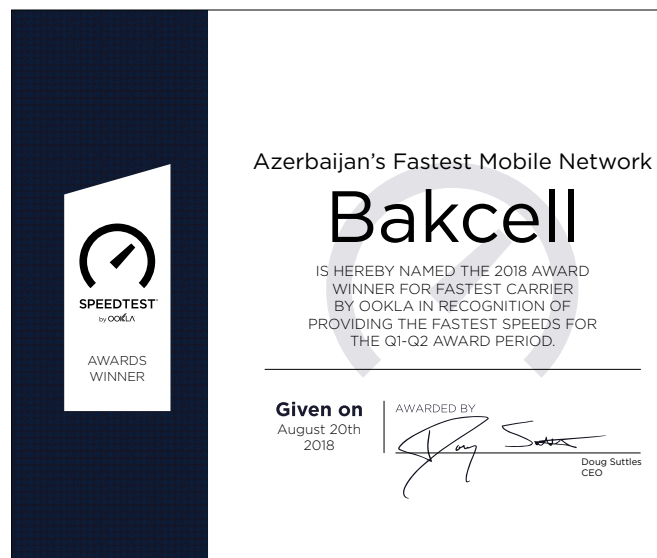 Azerbaijan's Fastest Mobile Network
Bakcell
IS HEREBY NAMED THE 2018 AWARD
WINNER FOR FASTEST CARRIER
BY OOKLA IN RECOGNITION OF
PROVIDING THE FASTEST SPEEDS FOR
THE Q1-Q2 AWARD PERIOD.
SPEEDTEST
by OOKLA
AWARDS
WINNER
Given on
August 20th
2018
AWARDED BY
Doug Suttles
CEO